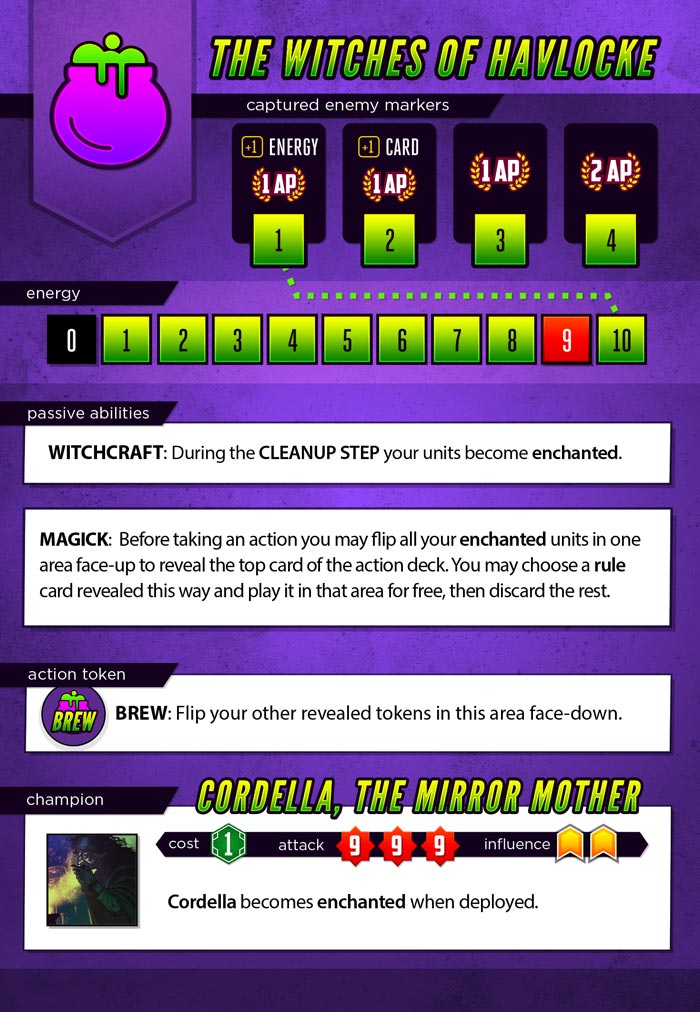 THE WITCHES OF HAVLOCKE
captured enemy markers
+1 ENERGY
1 AP
+1 CARD
1 AP
1 AP
2 AP
1 2 3 4
energy
0 1 2 3 4 5 6 7 8 9 10
passive abilities
WITCHCRAFT: During the CLEANUP STEP your units become enchanted.
MAGICK: Before taking an action you may flip all your enchanted units in one
area face-up to reveal the top card of the action deck. You may choose a rule
card revealed this way and play it in that area for free, then discard the rest.
action token
BREW
BREW: Flip your other revealed tokens in this area face-down.
champion
CORDELLA, THE MIRROR MOTHER
cost 1 attack 9 9 9 influence
Cordella becomes enchanted when deployed.